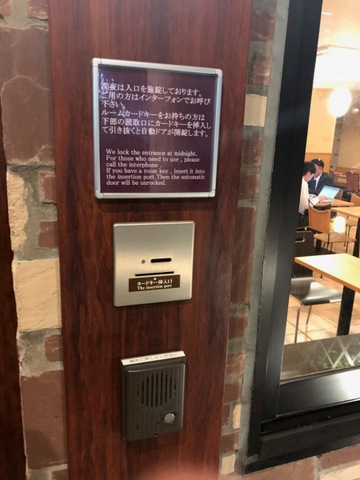 深夜は入口を施錠しております。
ご用の方はインターフォンでお呼び
下さい。
ルームカードキーをお持ちの方は
下部の読取口にカードキーを挿入し
て引き抜くと自動ドアが開錠します。
We lock the entrance at midnight.
For those who need to use , please
call the interphone .
If you have a room key , insert it into
the insertion port.Then the automatic
door will be unrocked.
カードキー挿入口
The insertion port